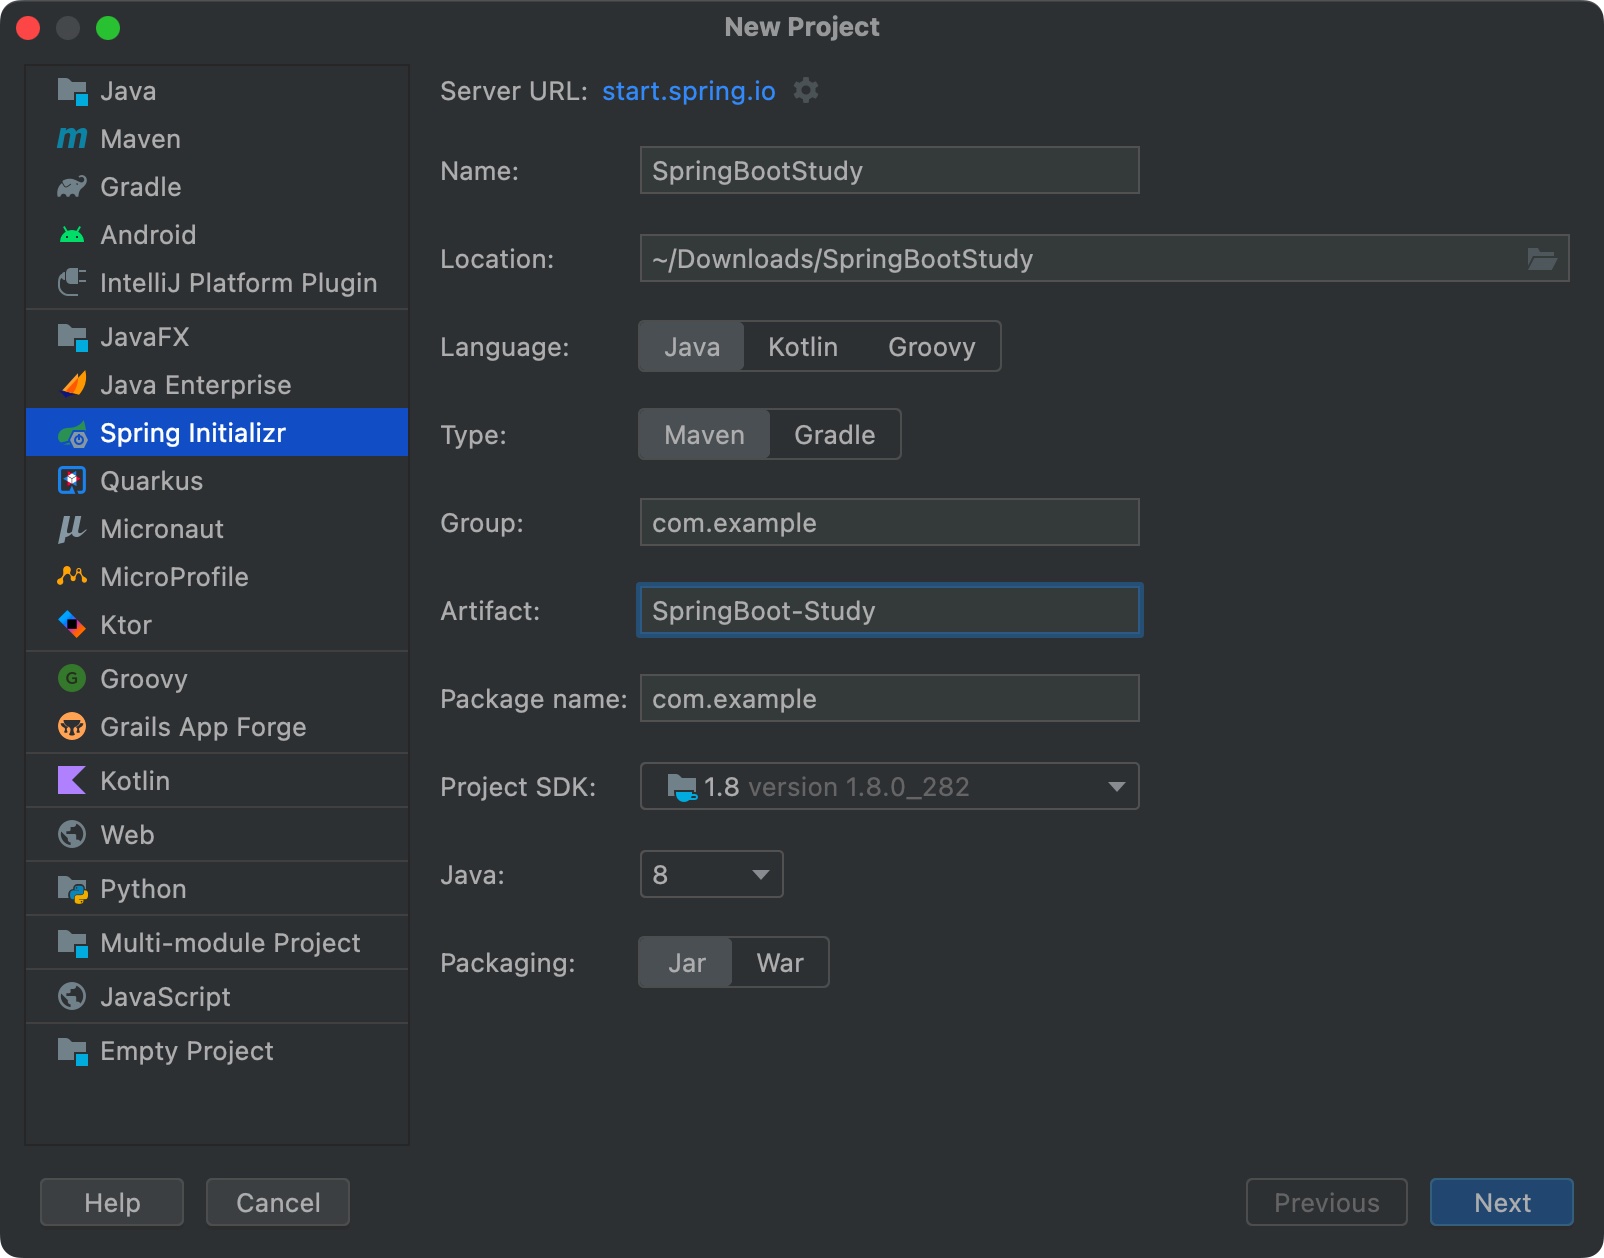 New Project
Java
Maven
Gradle
Android
IntelliJ Platform Plugin
JavaFX
Java Enterprise
Spring Initializr
Quarkus
Micronaut
MicroProfile
Ktor
Groovy
Grails App Forge
Kotlin
Web
Python
Multi-module Project
JavaScript
Empty Project
Server URL: start.spring.io
Name: SpringBootStudy
Location: ~/Downloads/SpringBootStudy
Language: Java Kotlin Groovy
Type: Maven Gradle
Group: com.example
Artifact: SpringBoot-Study
Package name: com.example
Project SDK: 1.8 version 1.8.0_282
Java: 8
Packaging: Jar War
Help Cancel Previous Next